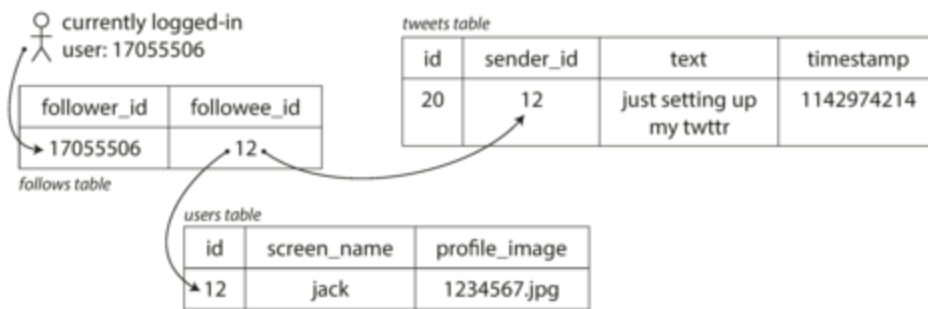 currently logged-in
user: 17055506
tweets table
id sender_id text timestamp
20 12 just setting up 1142974214
my twttr
follower_id followee_id
17055506 12
follows table
users table
id screen_name profile_image
12 jack 1234567.jpg